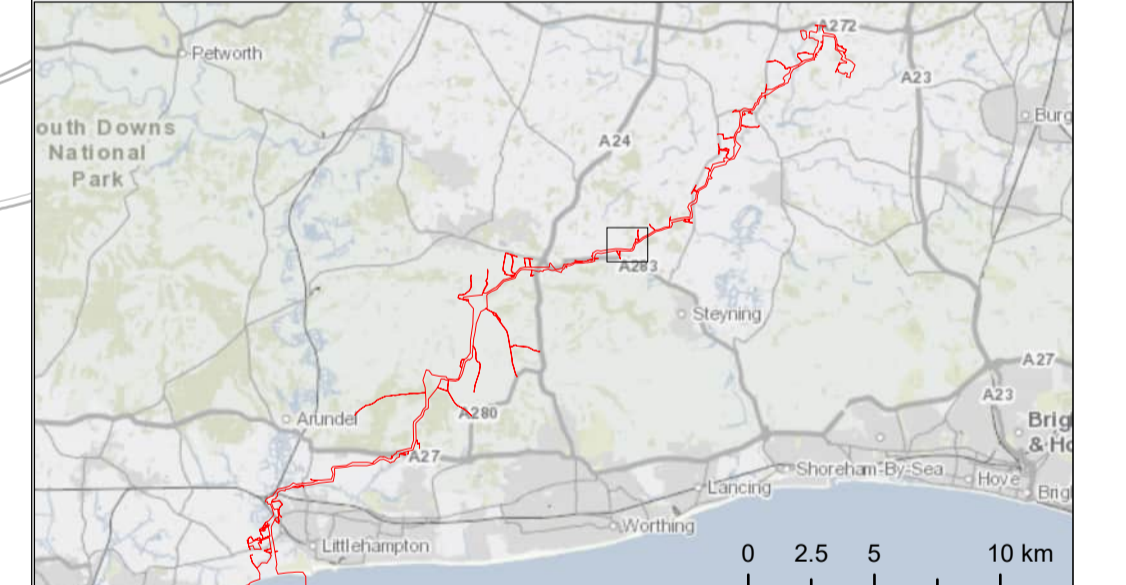 A272
Petworth
A23
Burg
outh Downs
National
Park
A24
A283
Steyning
A27
A23
Arundel
A280
Brig
& Ho
A27
Shoreham-By-Sea
Hove
Lancing
Brig
Worthing
Littlehampton
0 2.5 5 10 km